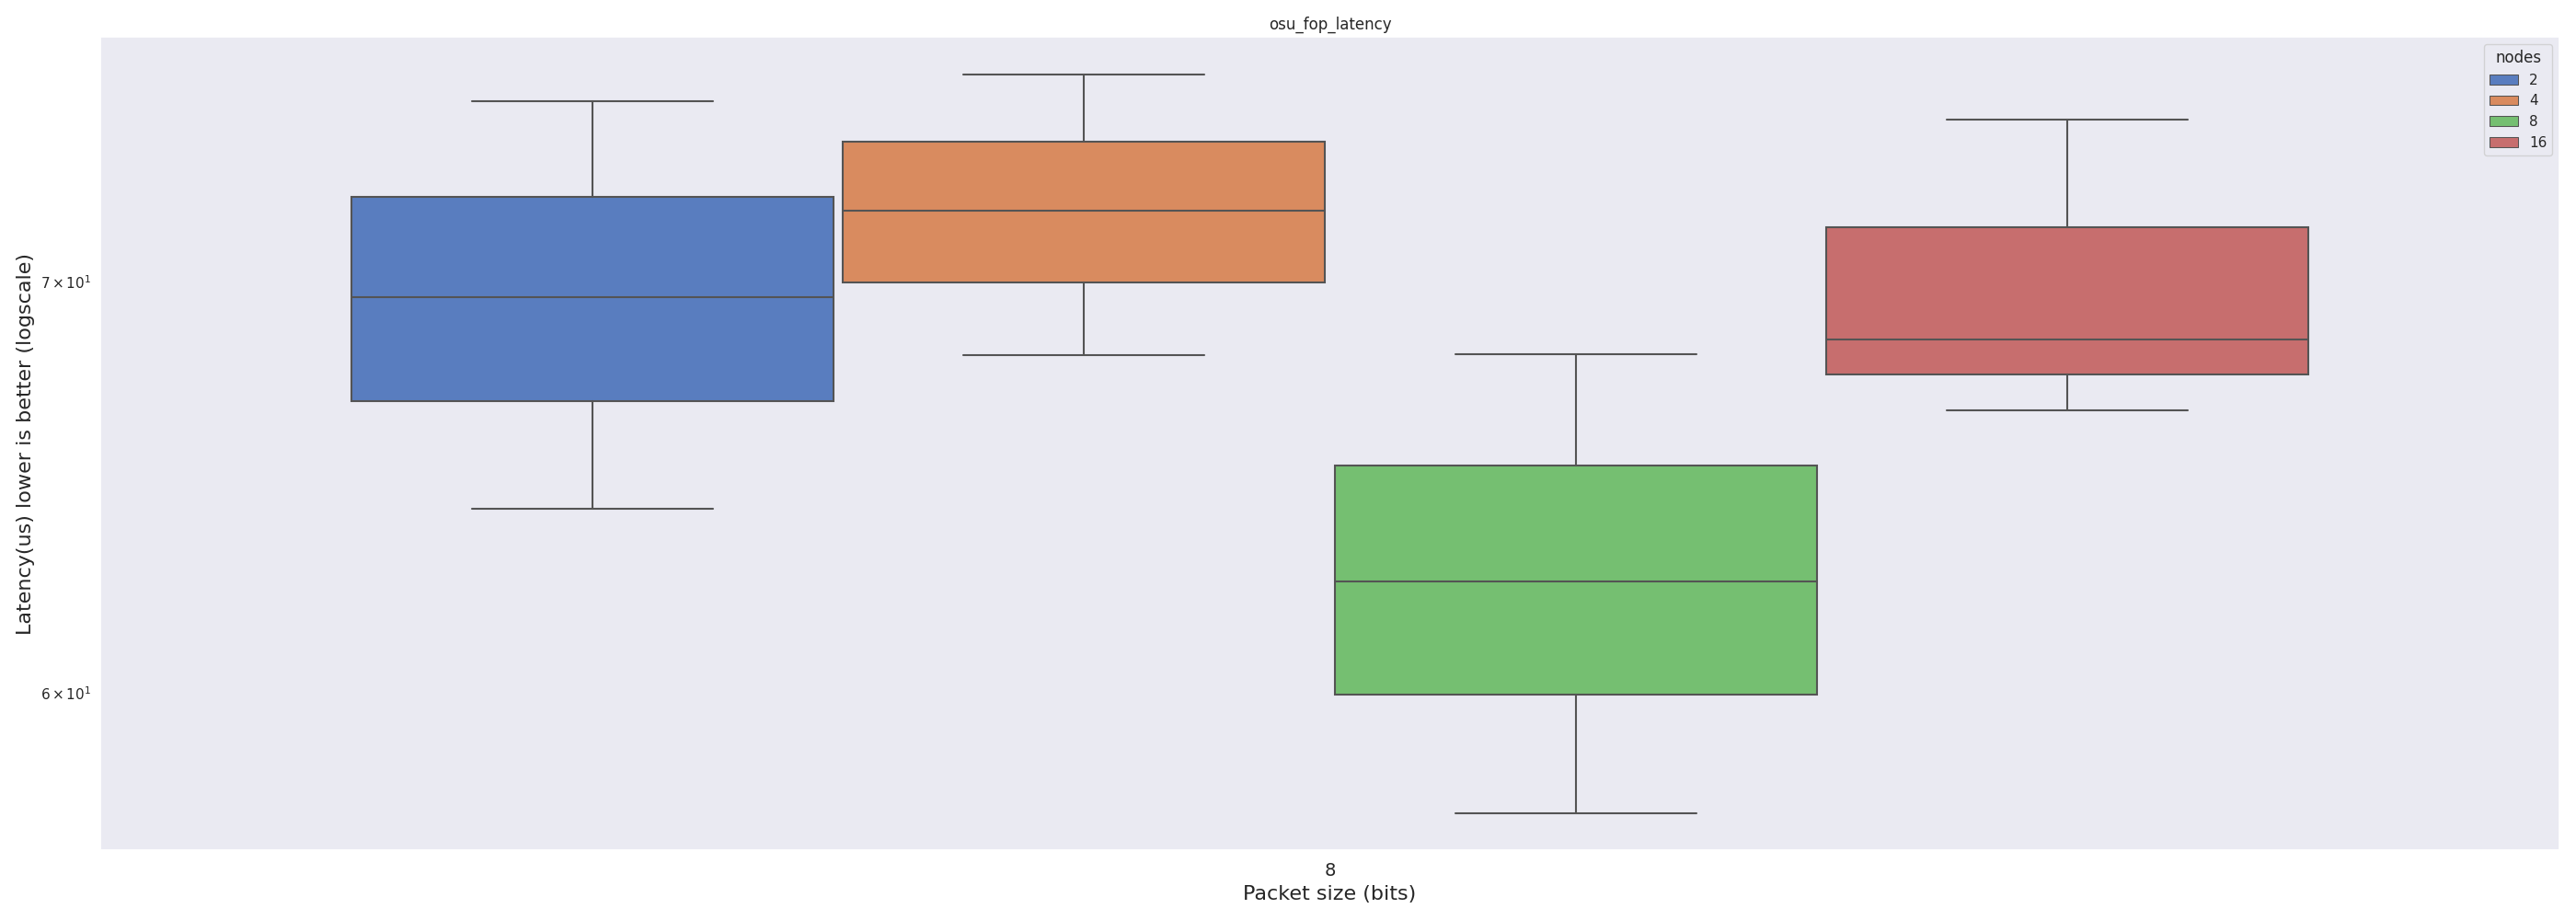 osu_fop_latency
nodes
2
4
8
16
Latency(us) lower is better (logscale)
7 × 10¹
6 × 10¹
8
Packet size (bits)